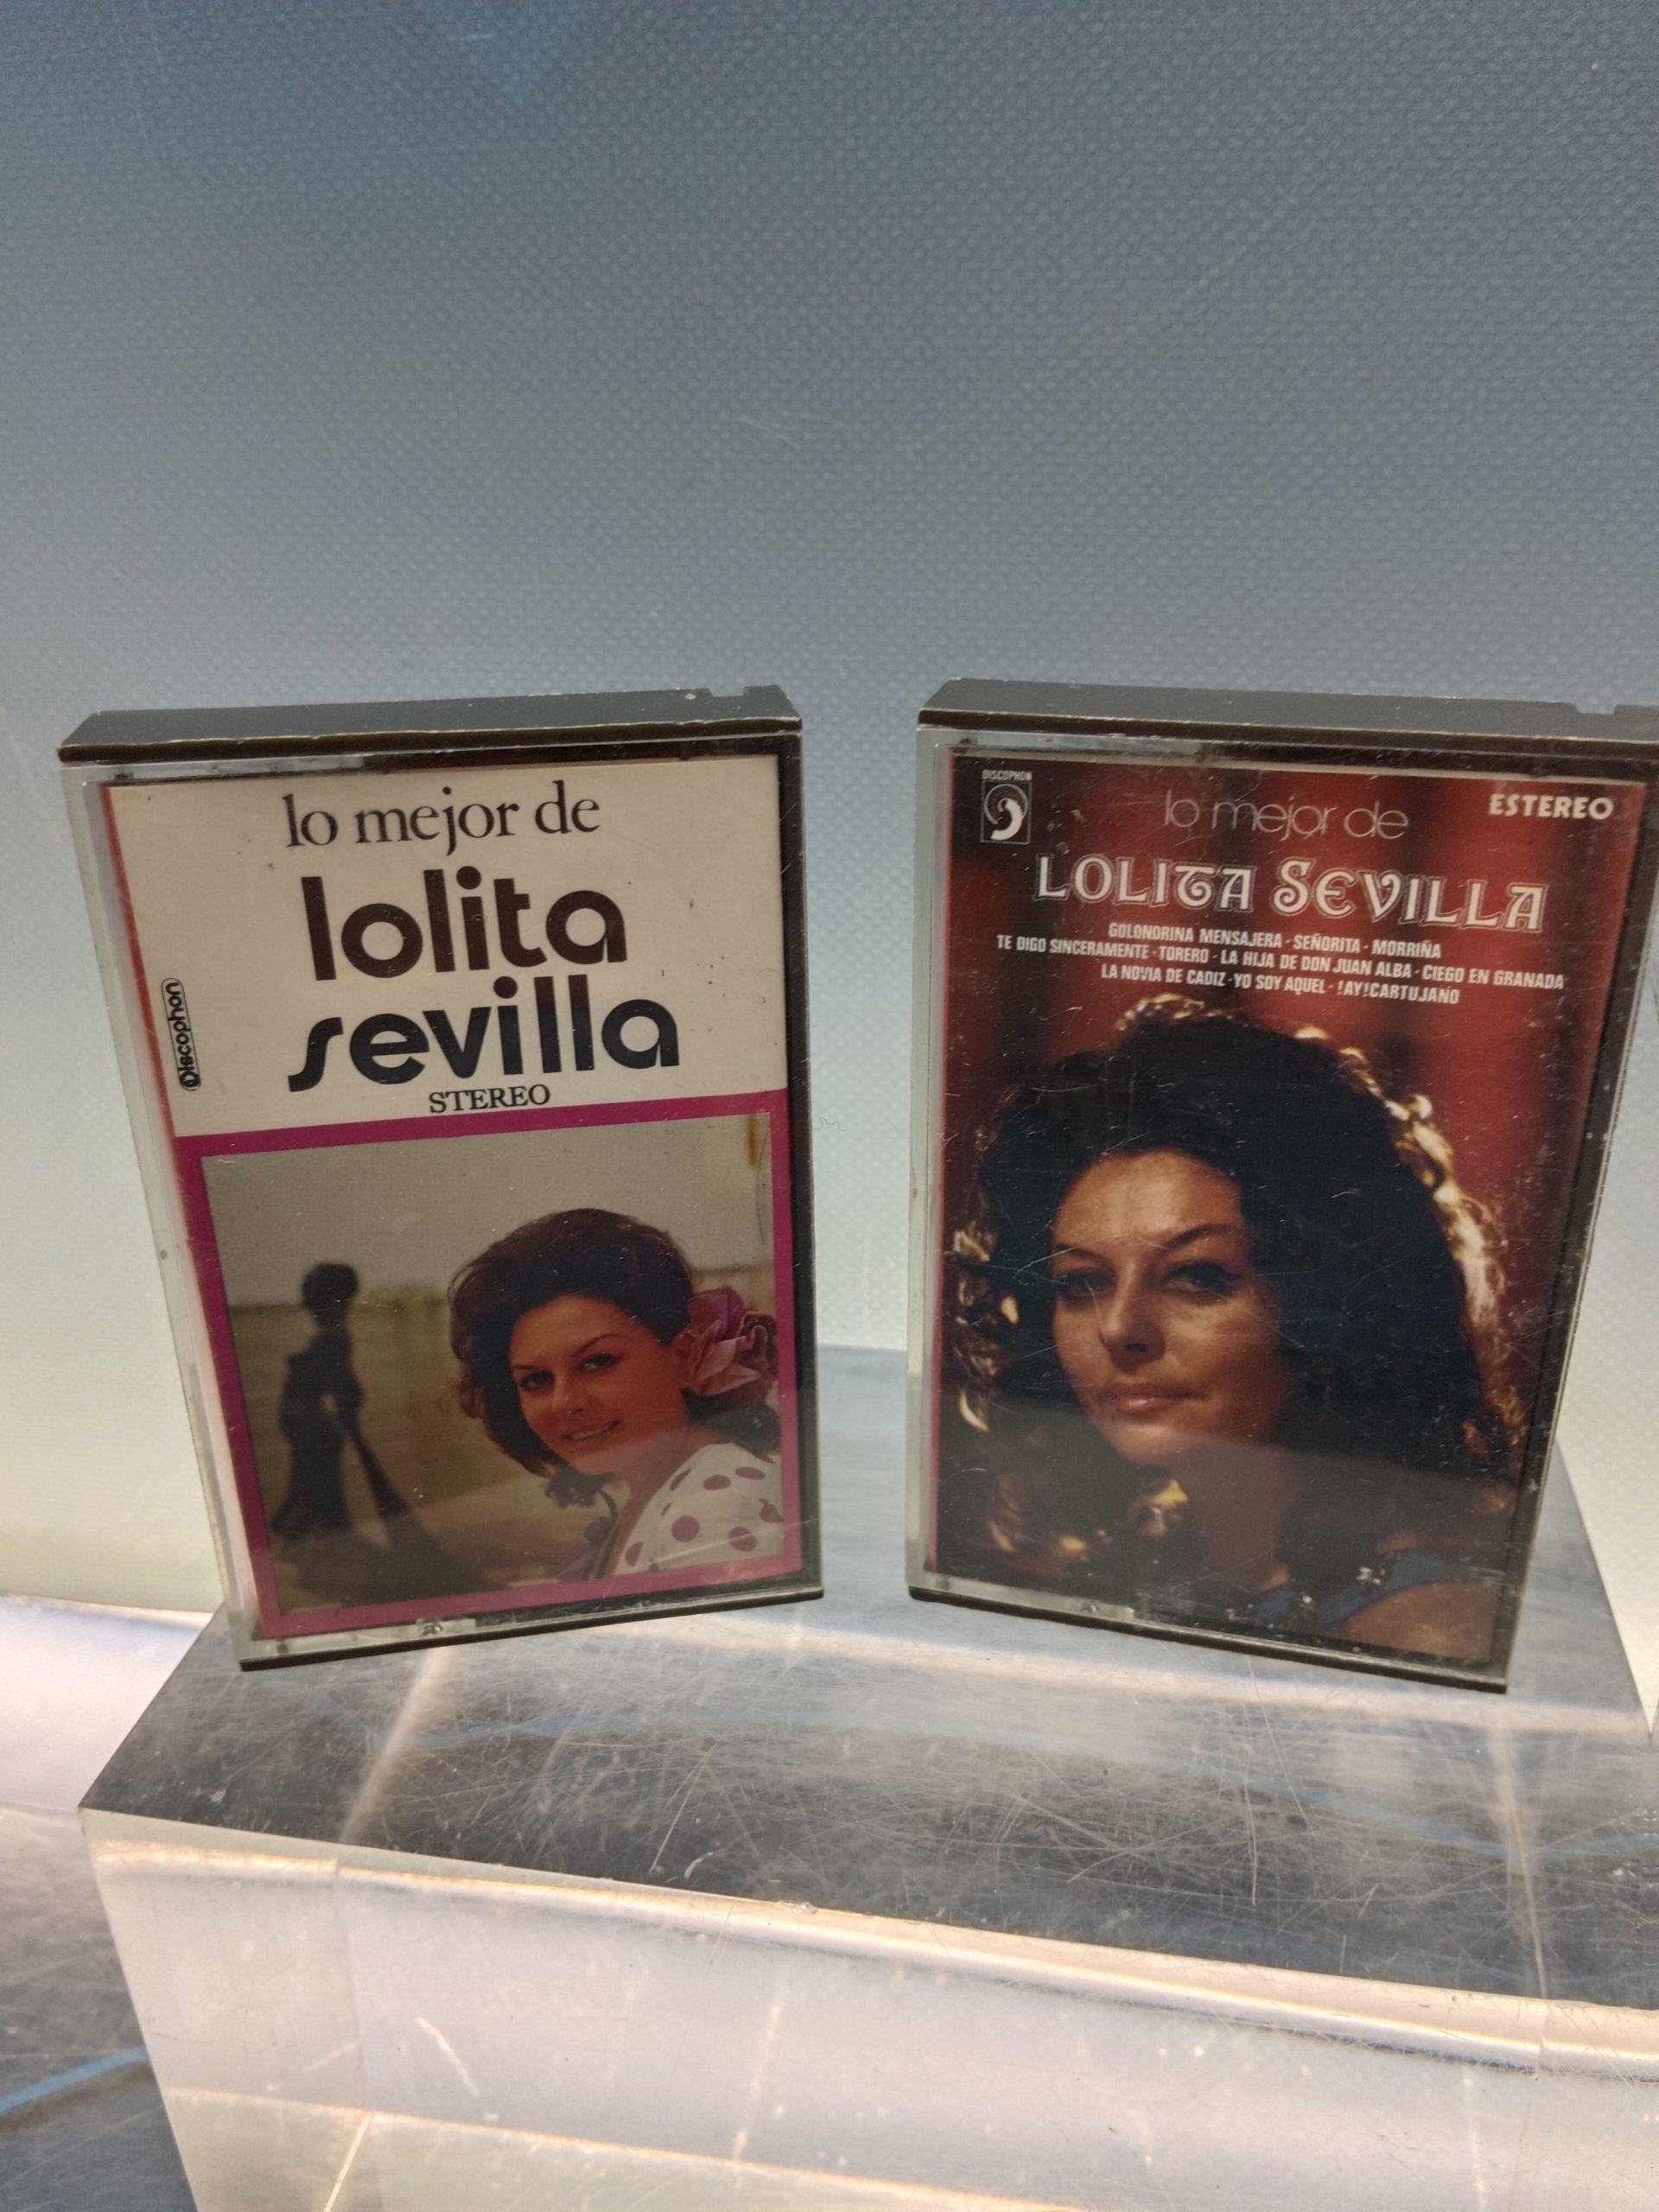 lo mejor de
lolita
sevilla
STEREO
Discophon
DISCOPHON
lo mejor de
ESTEREO
LOLITA SEVILLA
GOLONDRINA MENSAJERA - SEÑORITA - MORRIÑA
TE DIGO SINCERAMENTE - TORERO - LA HIJA DE DON JUAN ALBA - CIEGO EN GRANADA
LA NOVIA DE CADIZ - YO SOY AQUEL - !AY!CARTUJANO